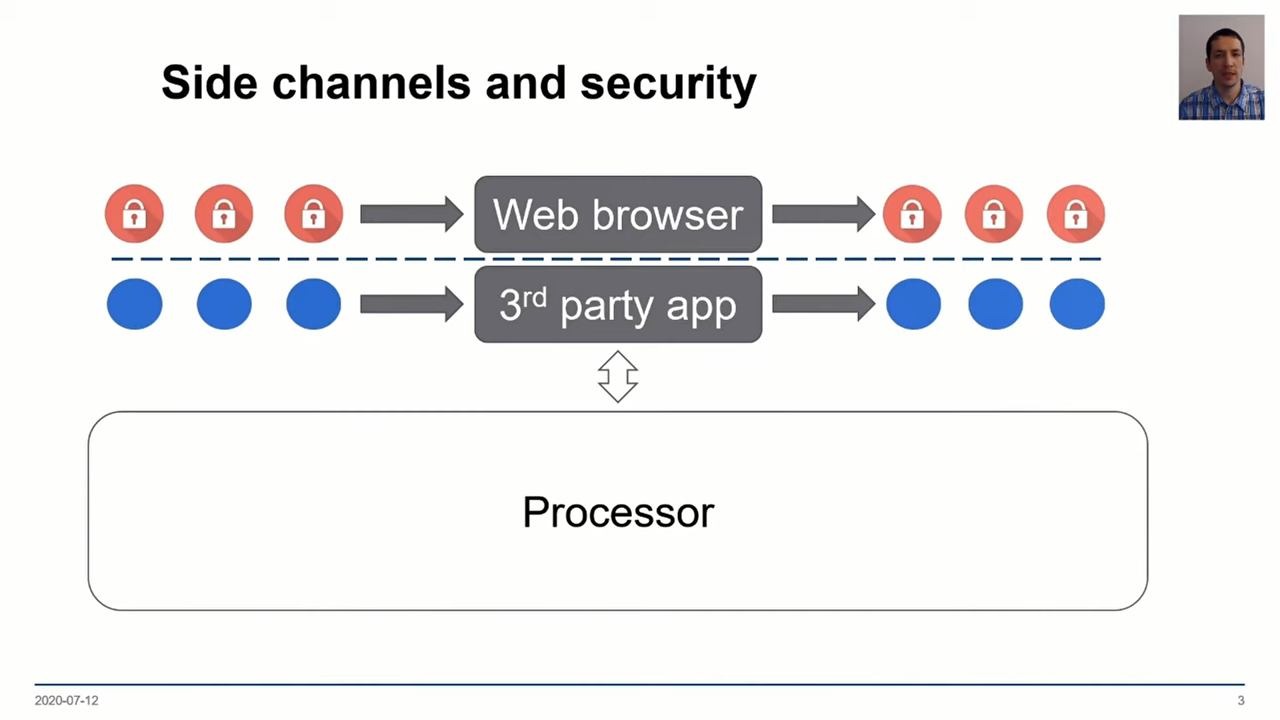 Side channels and security
Web browser
3rd party app
Processor
2020-07-12
3